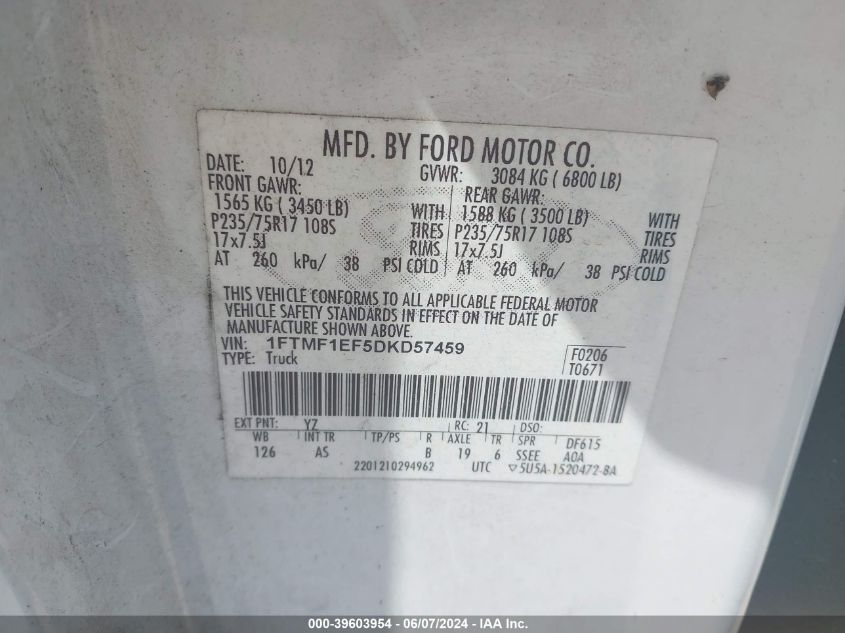 MFD. BY FORD MOTOR CO.
DATE: 10/12 GVWR: 3084 KG ( 6800 LB)
FRONT GAWR: REAR GAWR:
1565 KG ( 3450 LB) WITH 1588 KG ( 3500 LB) WITH
P235/75R17 108S TIRES P235/75R17 108S TIRES
17x7.5J RIMS 17x7.5J RIMS
AT 260 kPa/ 38 PSI COLD AT 260 kPa/ 38 PSI COLD
THIS VEHICLE CONFORMS TO ALL APPLICABLE FEDERAL MOTOR
VEHICLE SAFETY STANDARDS IN EFFECT ON THE DATE OF
MANUFACTURE SHOWN ABOVE.
VIN: 1FTMF1EF5DKD57459
TYPE: Truck
F0206
T0671
EXT PNT: YZ RC: 21 DSO:
WB INT TR TP/PS R AXLE TR SPR DF615
126 AS B 19 6 SSEE AOA
2201210294962 UTC ▽5U5A-1520472-BA
000-39603954 | 06/07/2024 - iaai.com